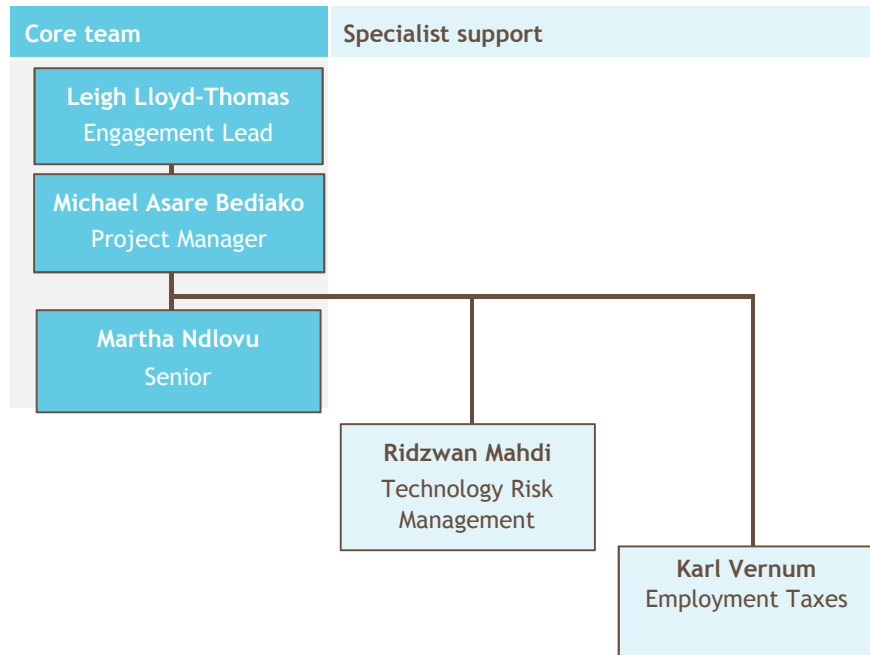 Core team
Specialist support
Leigh Lloyd-Thomas
Engagement Lead
Michael Asare Bediako
Project Manager
Martha Ndlovu
Senior
Ridzwan Mahdi
Technology Risk
Management
Karl Vernum
Employment Taxes